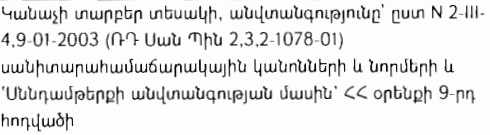 Կանաչի տարբեր տեսակի, անվտանգությունը՝ ըստ N 2-III-
4,9-01-2003 (ՌԴ Սան Պին 2,3,2-1078-01)
սանիտարահամաճարակային կանոնների և նորմերի և
'Սննդամթերքի անվտանգության մասին' ՀՀ օրենքի 9-րդ
հոդվածի